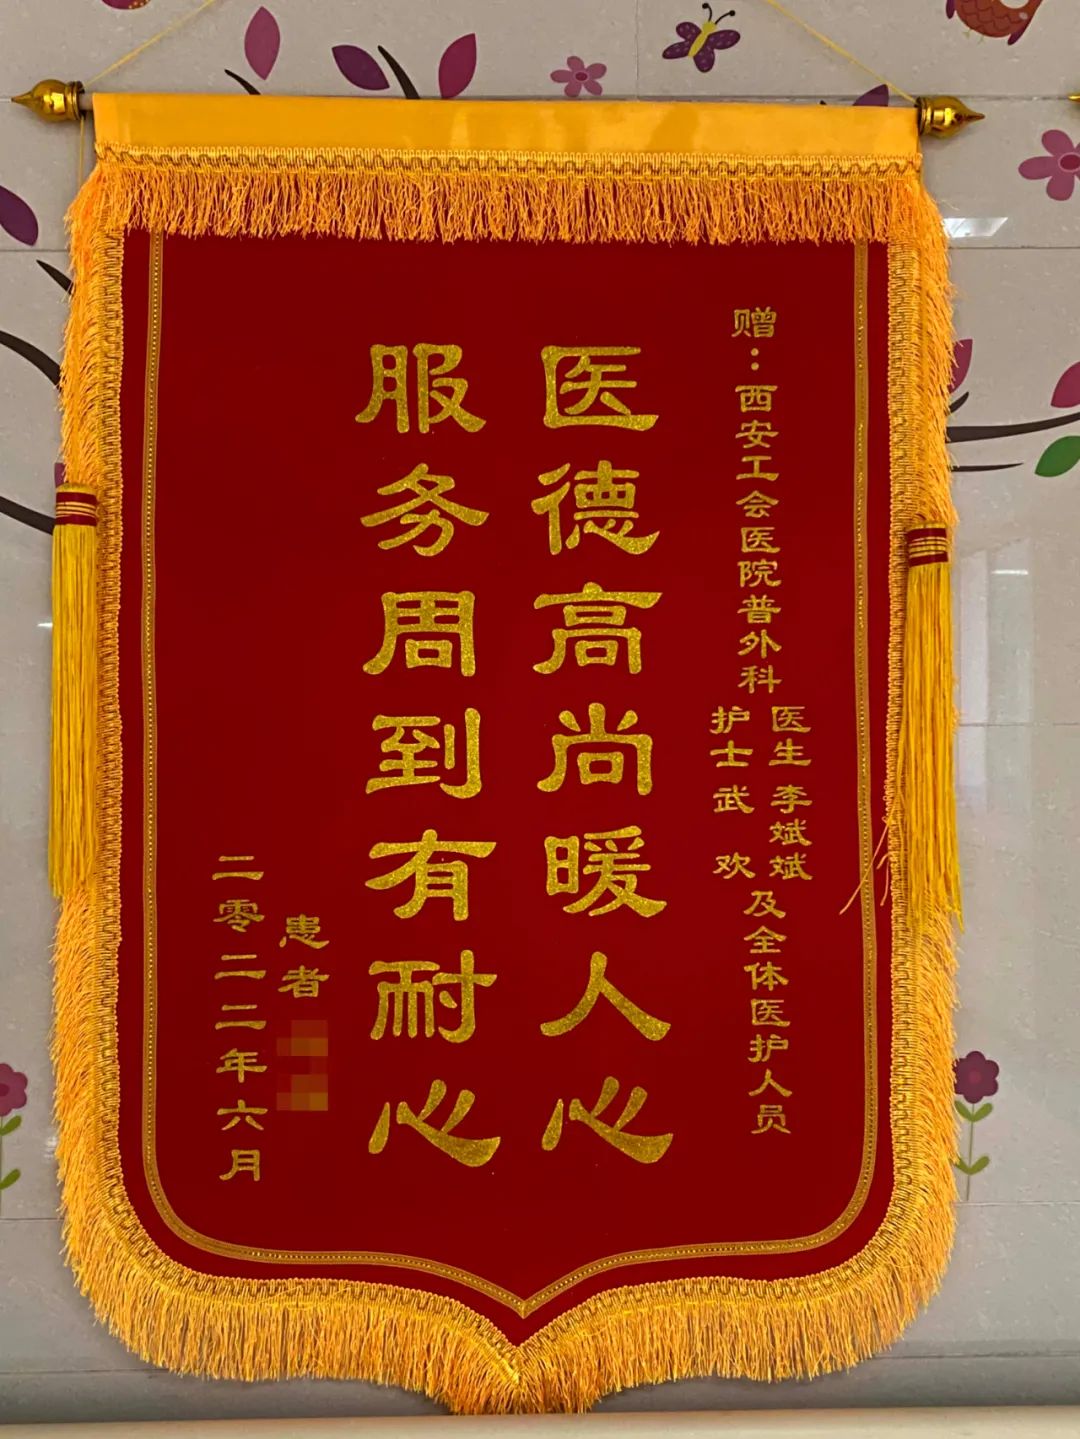 赠：西安工会医院普外科
医生 李斌斌
护士 武 欢
及全体医护人员
医德高尚暖人心
服务周到有耐心
患者
二零二二年六月